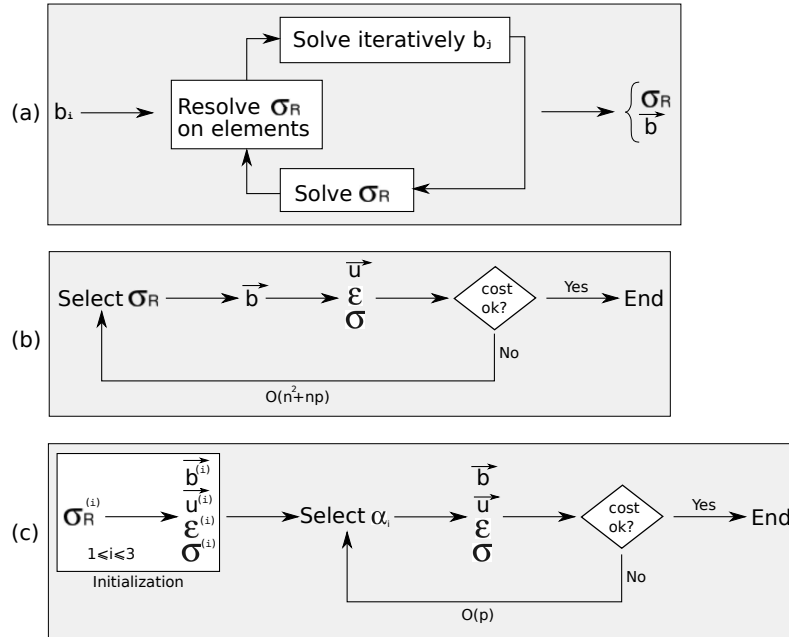 (a)
bᵢ
Resolve σR
on elements
Solve iteratively bⱼ
Solve σR
σR
b
(b)
Select σR
b
u
ε
σ
cost
ok?
Yes
End
No
O(n²+np)
(c)
σR⁽ⁱ⁾
1⩽i⩽3
b⁽ⁱ⁾
u⁽ⁱ⁾
ε⁽ⁱ⁾
σ⁽ⁱ⁾
Initialization
Select αᵢ
b
u
ε
σ
cost
ok?
Yes
End
No
O(p)